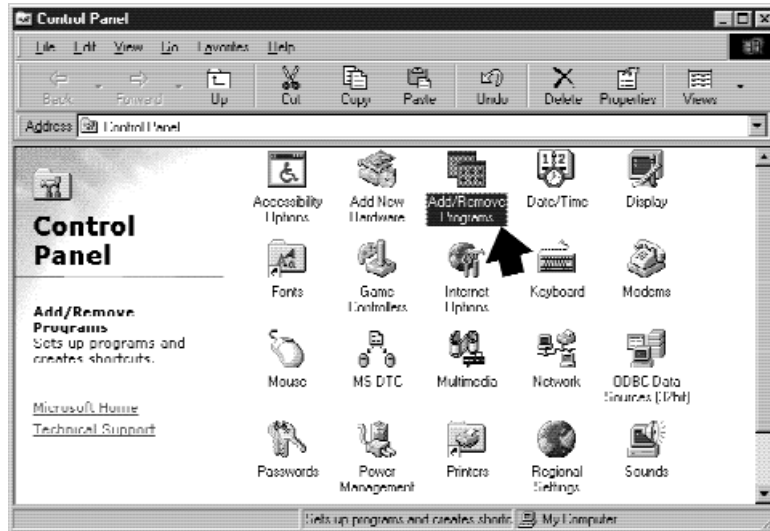 Control Panel
File Edit View Go Favorites Help
Back Forward Up Cut Copy Paste Undo Delete Properties Views
Address Control Panel
Control
Panel
Add/Remove
Programs
Sets up programs and
creates shortcuts.
Microsoft Home
Technical Support
Accessibility
Options
Add New
Hardware
Add/Remove
Programs
Date/Time
Display
Fonts
Game
Controllers
Internet
Options
Keyboard
Modems
Mouse
MS DTC
Multimedia
Network
ODBC Data
Sources (32bit)
Passwords
Power
Management
Printers
Regional
Settings
Sounds
Sets up programs and creates shortc My Computer